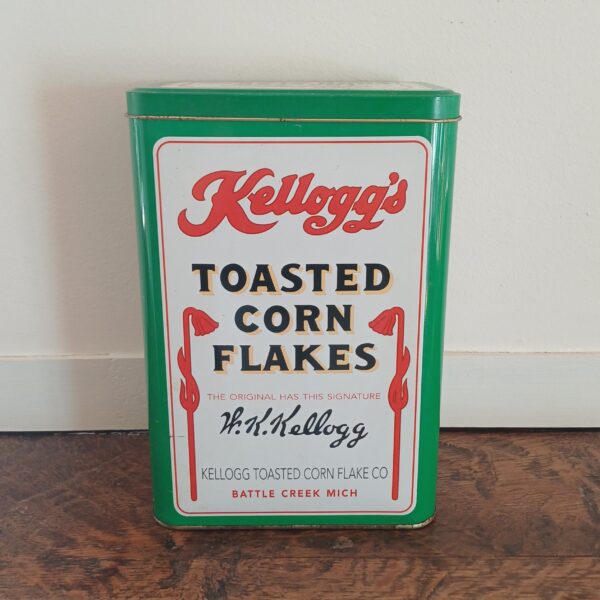 Kellogg's
TOASTED
CORN
FLAKES
THE ORIGINAL HAS THIS SIGNATURE
W.K.Kellogg
KELLOGG TOASTED CORN FLAKE CO
BATTLE CREEK MICH